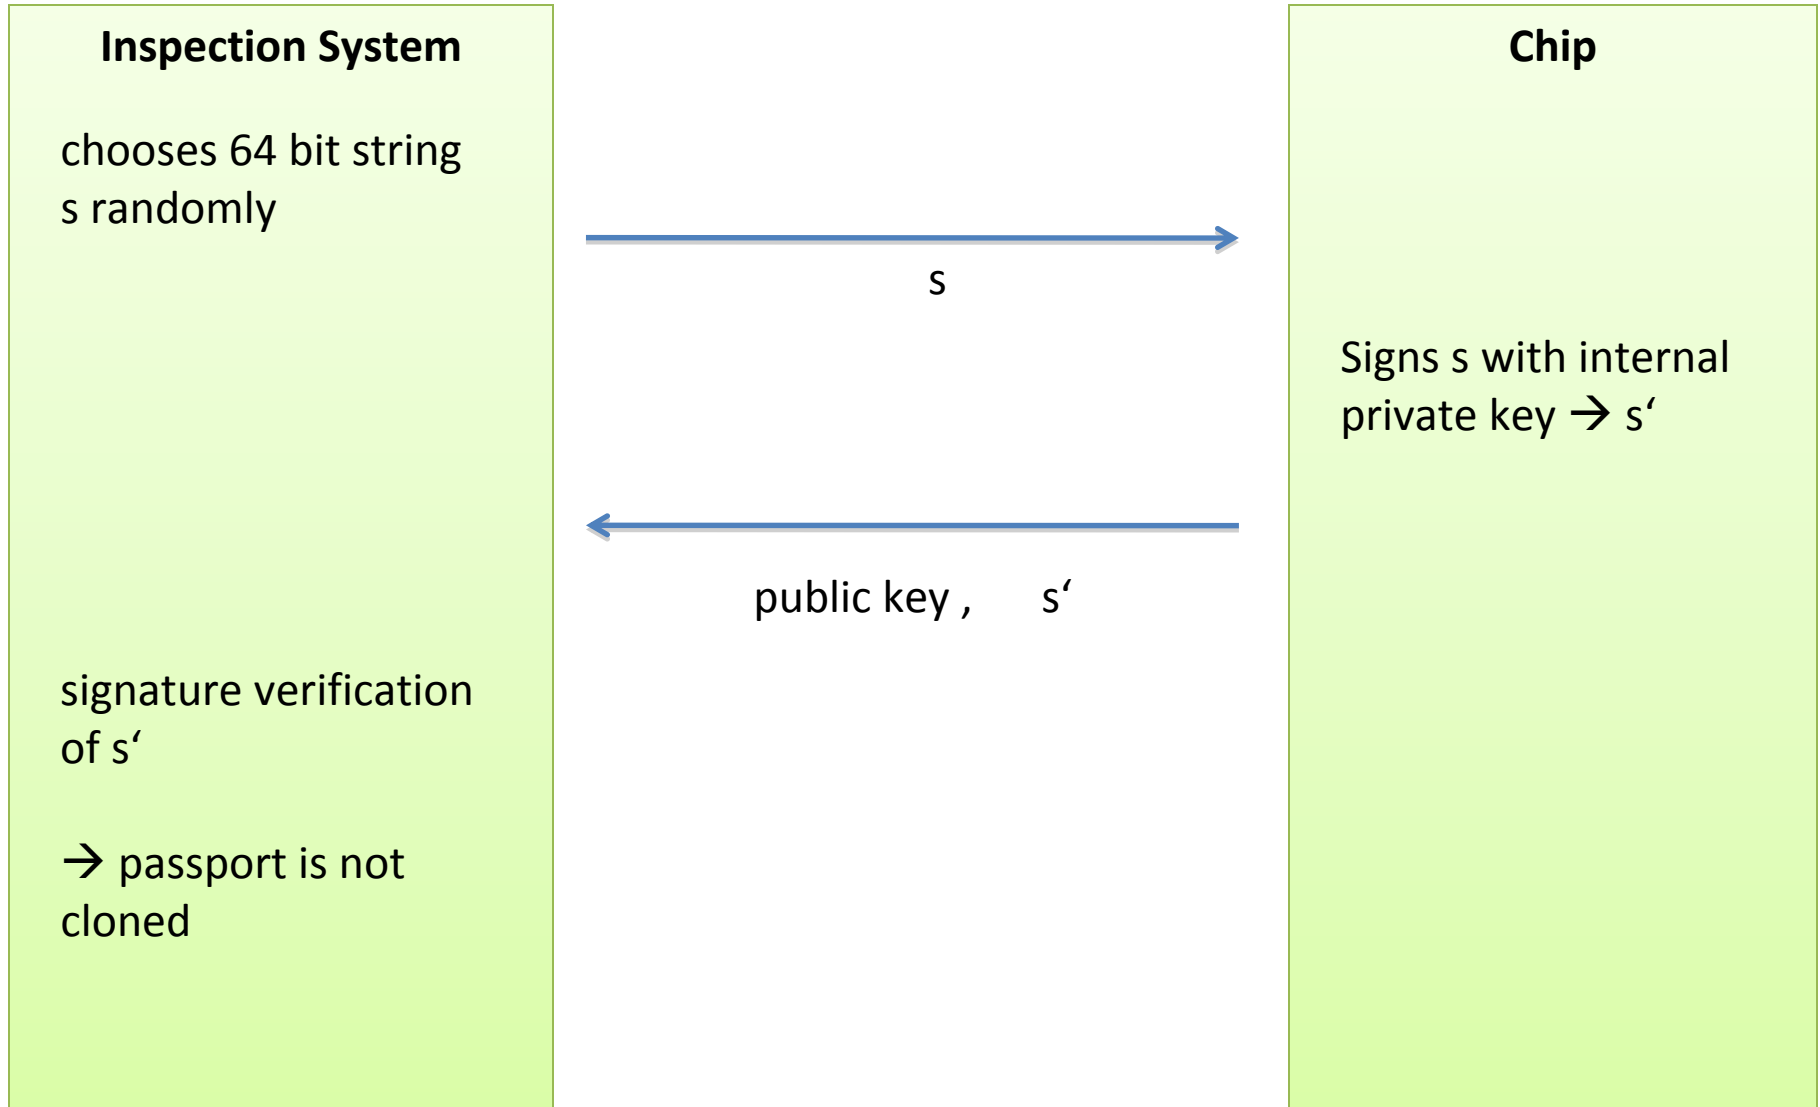 Inspection System
chooses 64 bit string
s randomly
s
Chip
Signs s with internal
private key → s‘
public key , s‘
signature verification
of s‘
→ passport is not
cloned